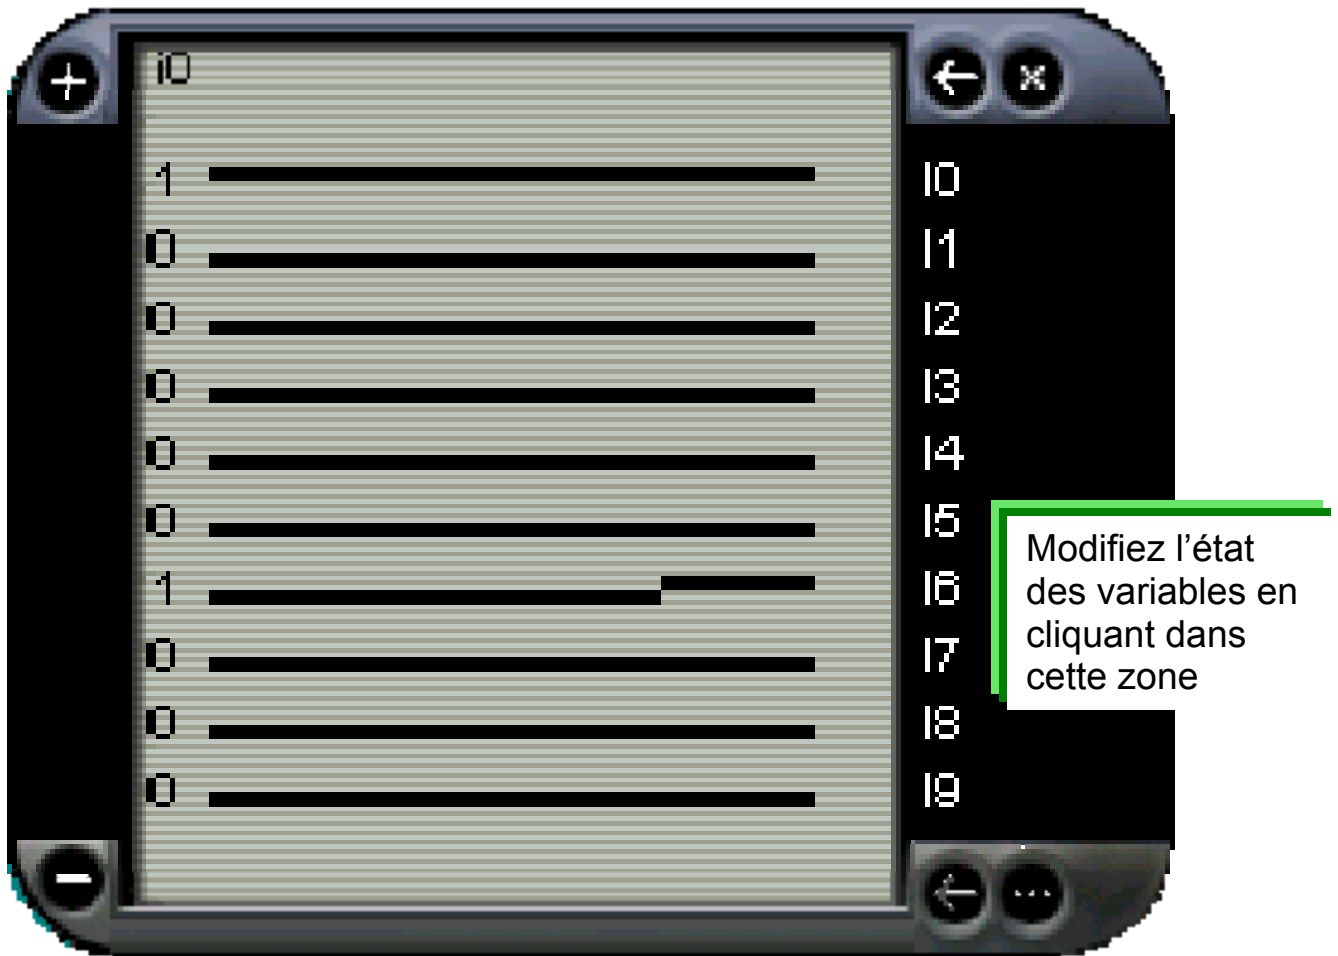 i0
1 I0
0 I1
0 I2
0 I3
0 I4
0 I5
1 I6
0 I7
0 I8
0 I9
Modifiez l’état
des variables en
cliquant dans
cette zone